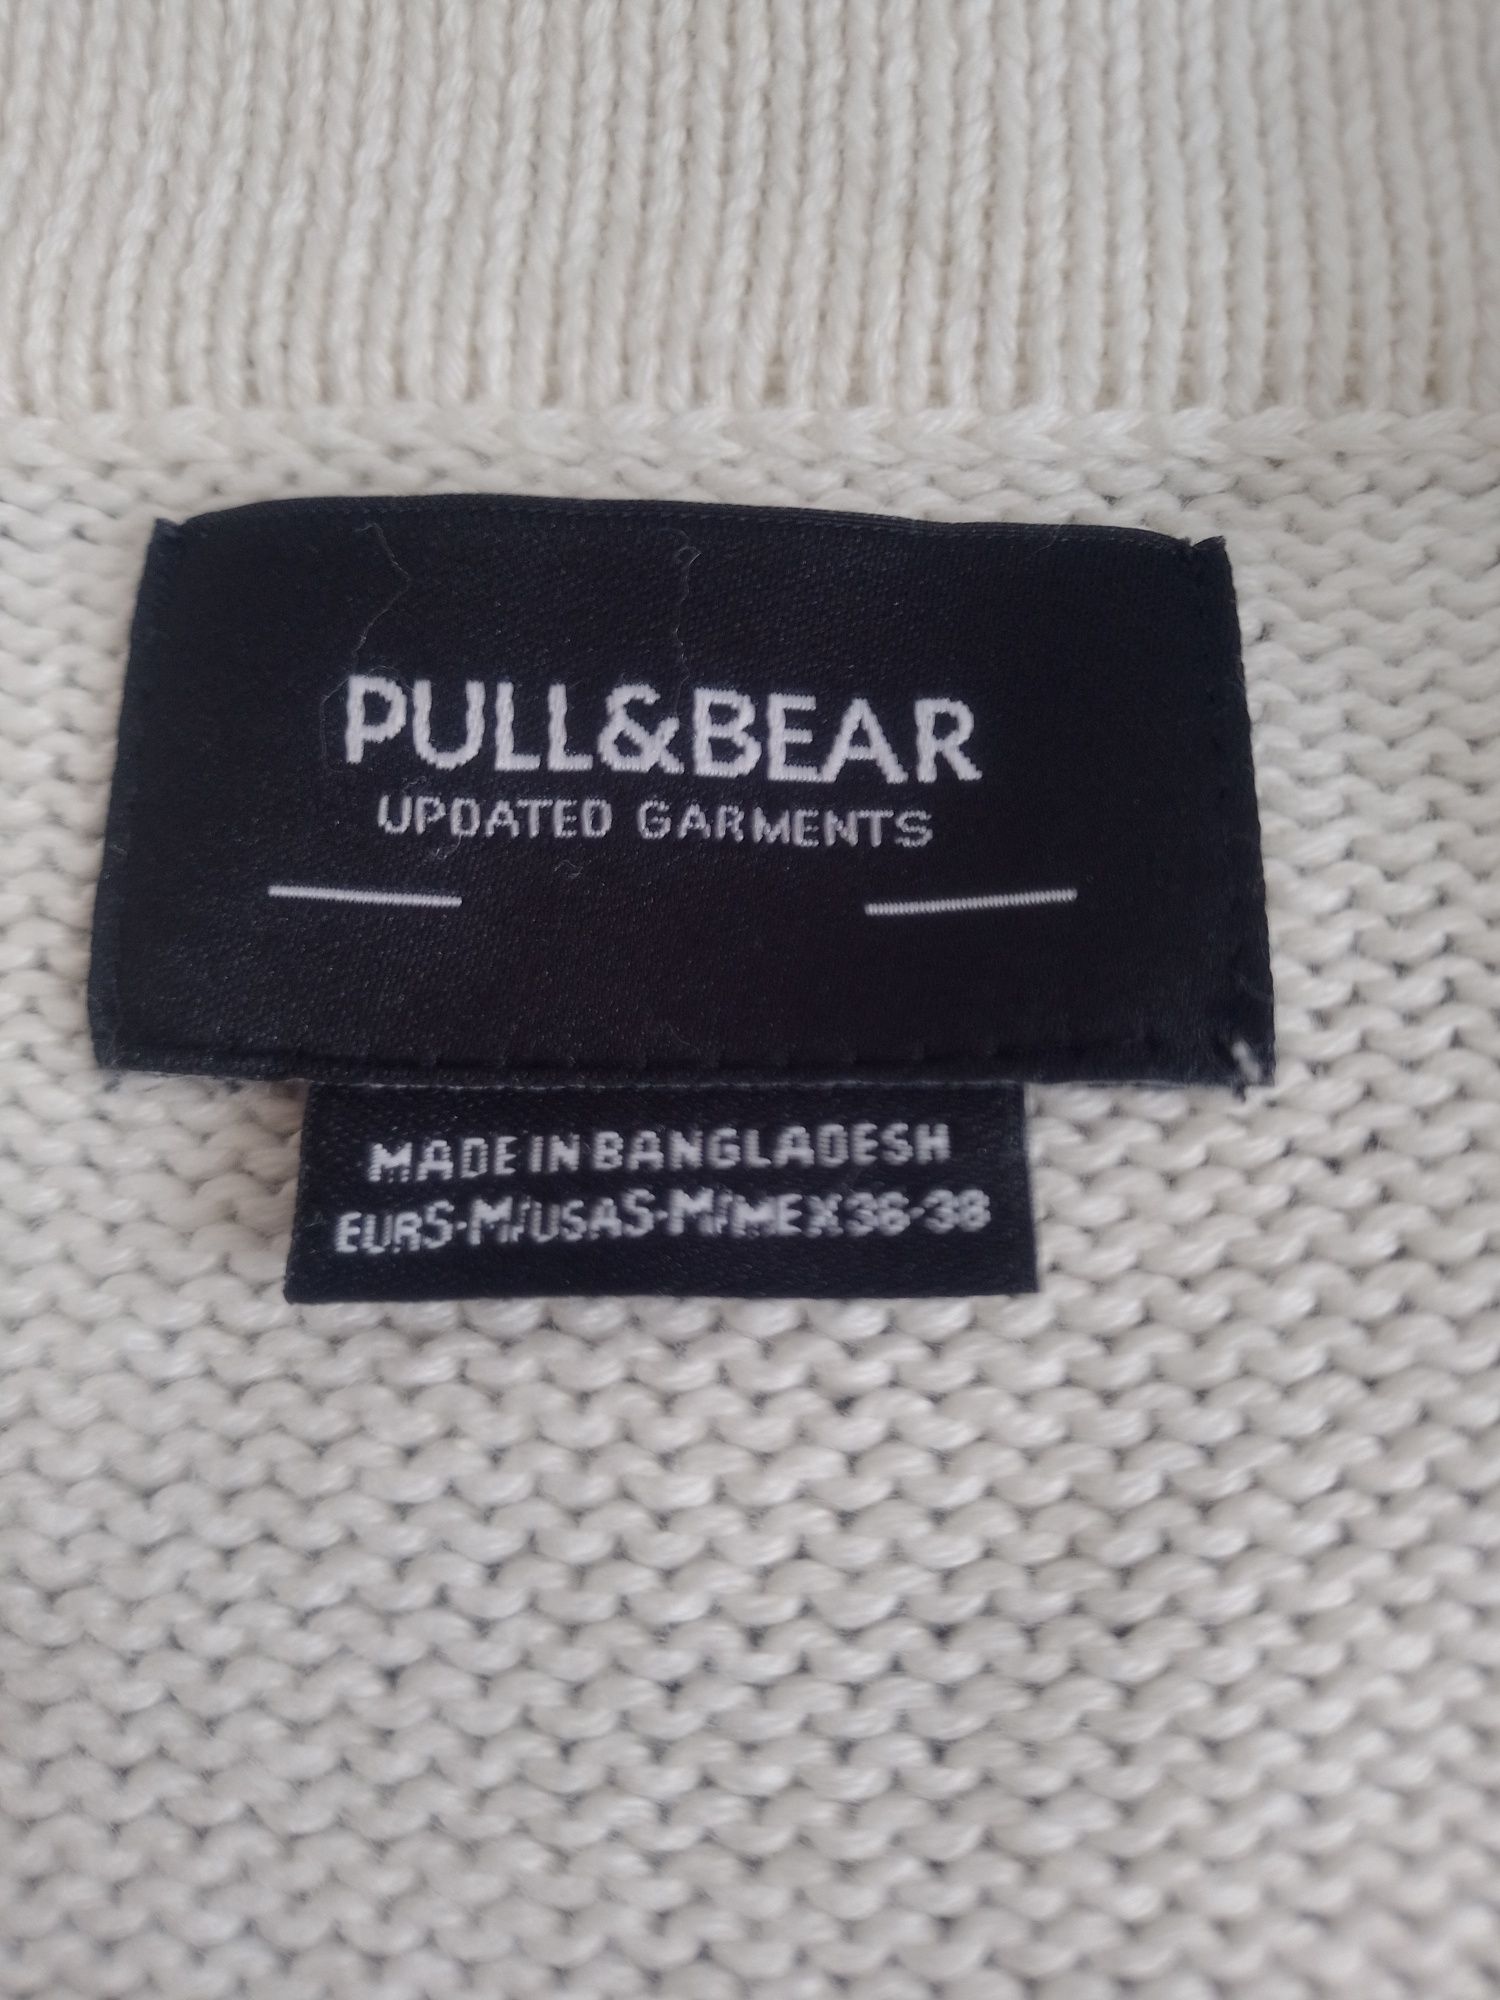 PULL&BEAR
UPDATED GARMENTS
MADE IN BANGLADESH
EUR S-M/USA S-M/MEX 36-38